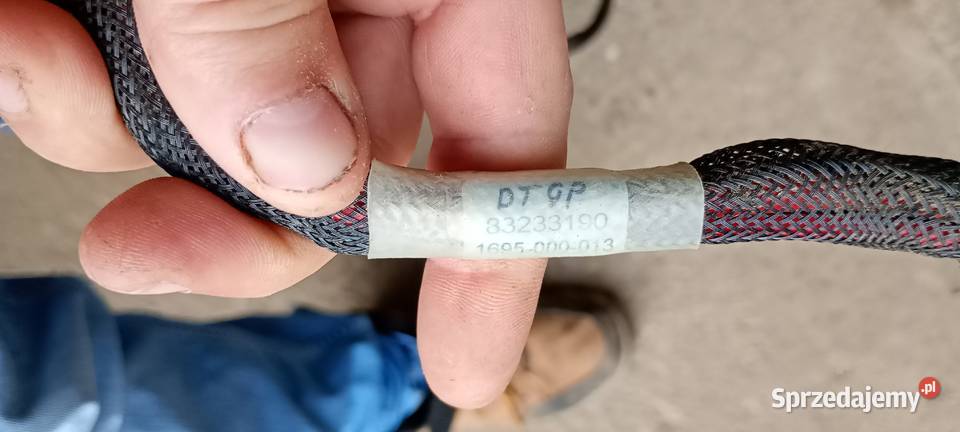 DT GP
83233190
1695-000-013
Sprzedajemy.pl